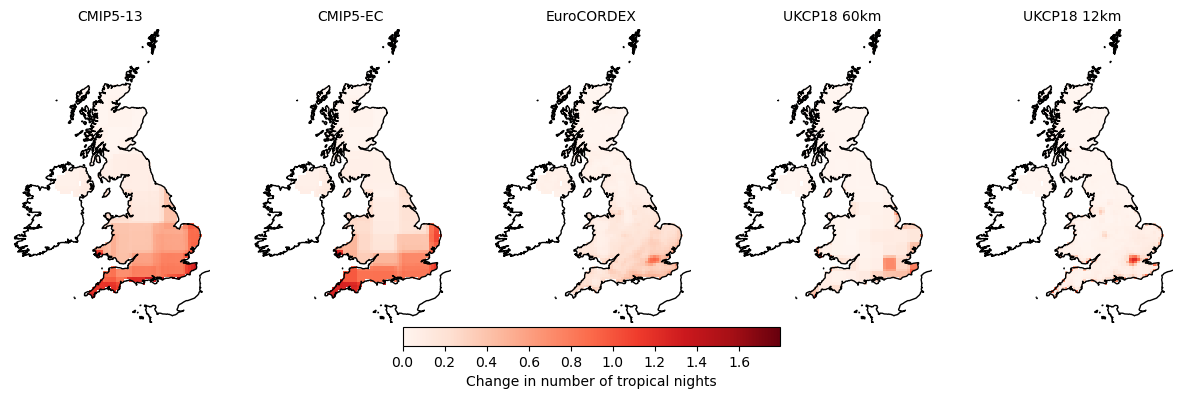 CMIP5-13 CMIP5-EC EuroCORDEX UKCP18 60km UKCP18 12km
0.0 0.2 0.4 0.6 0.8 1.0 1.2 1.4 1.6
Change in number of tropical nights